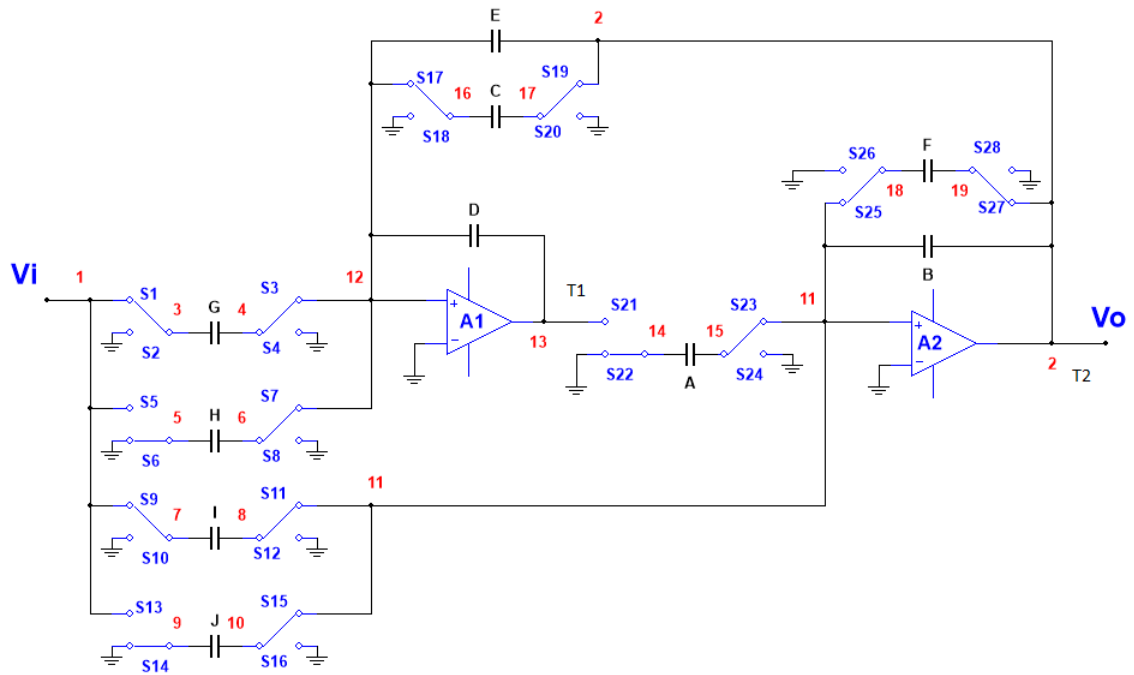 2
E
S17
S19
16
C
17
S18
S20
F
S26
S28
18
19
S25
S27
D
B
Vi
1
12
S1
S3
3
G
4
S2
S4
+
A1
−
T1
13
S21
S23
11
14
15
S22
A
S24
+
A2
−
Vo
2
T2
S5
S7
5
H
6
S6
S8
11
S9
S11
7
I
8
S10
S12
S13
S15
9
J
10
S14
S16